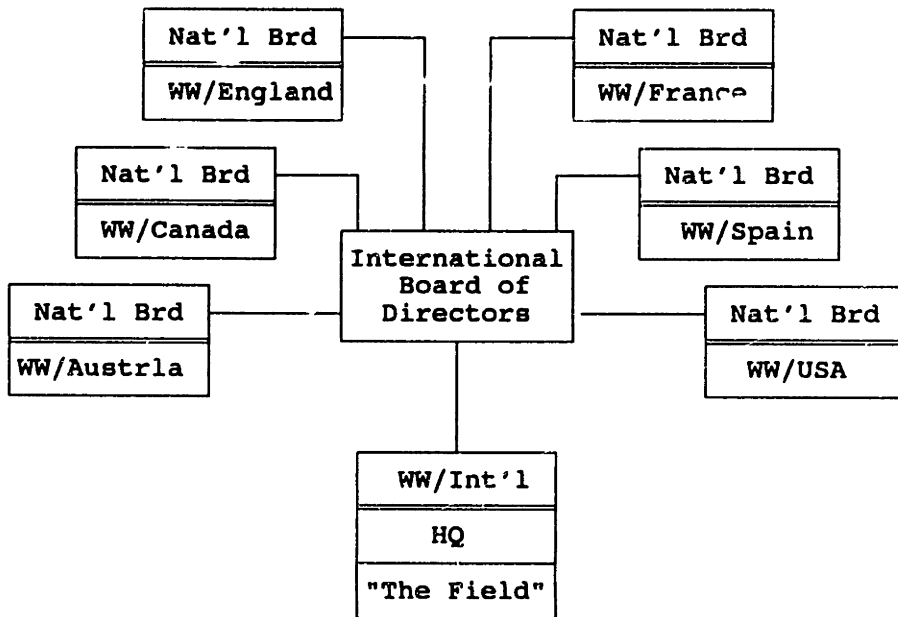 Nat'l Brd
WW/England
Nat'l Brd
WW/France
Nat'l Brd
WW/Canada
Nat'l Brd
WW/Spain
International
Board of
Directors
Nat'l Brd
WW/Austrla
Nat'l Brd
WW/USA
WW/Int'l
HQ
"The Field"